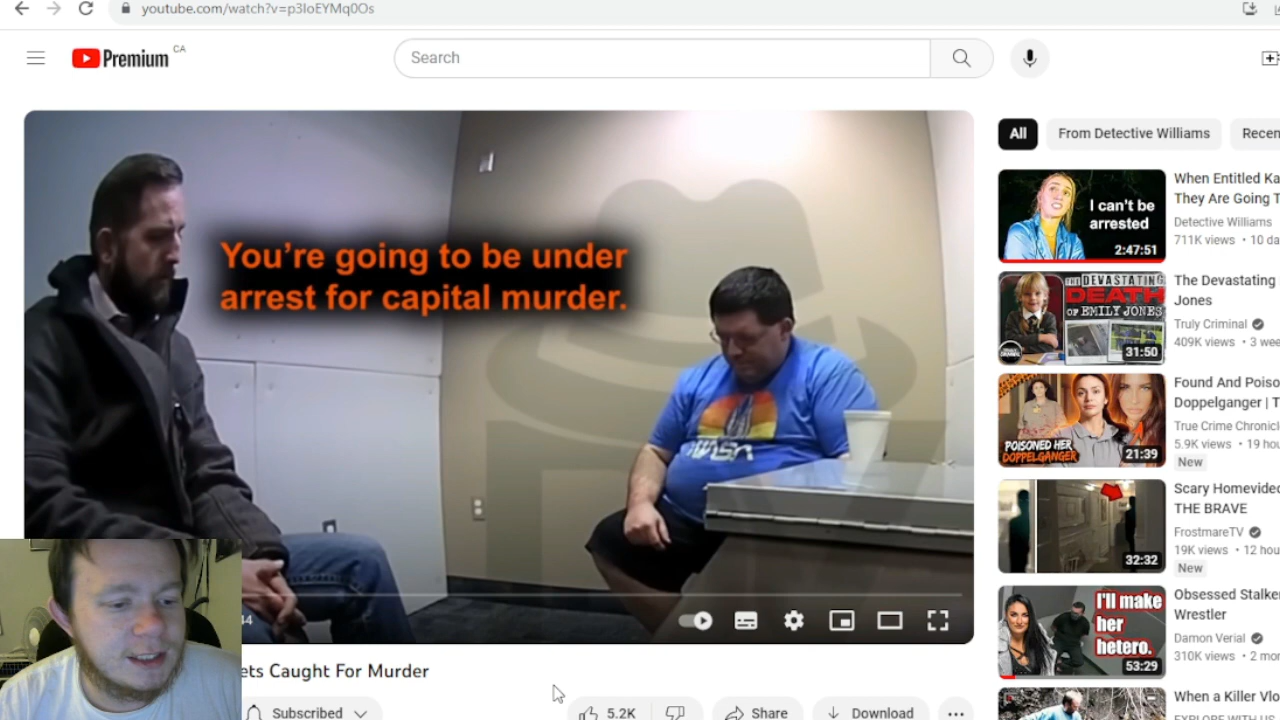 youtube.com/watch?v=p3IoEYMq0Os
Premium CA
Search
You're going to be under
arrest for capital murder.
ets Caught For Murder
Subscribed
5.2K
Share
Download
All
From Detective Williams
Recen
I can't be
arrested
2:47:51
When Entitled Ka
They Are Going T
Detective Williams
711K views • 10 da
THE DEVASTATING
DEATH
OF EMILY JONES
31:50
The Devastating
Jones
Truly Criminal
409K views • 3 wee
POISONED HER
DOPPELGANGER
21:39
Found And Poiso
Doppelganger | T
True Crime Chronicl
5.9K views • 19 hou
New
32:32
Scary Homevideo
THE BRAVE
FrostmareTV
19K views • 12 hou
New
I'll make
her
hetero.
53:29
Obsessed Stalke
Wrestler
Damon Verial
310K views • 2 mon
When a Killer Vlo